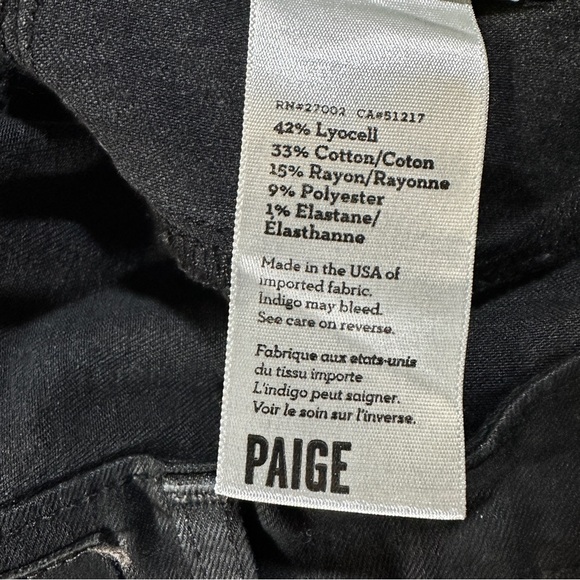 RN#27002 CA#51217
42% Lyocell
33% Cotton/Coton
15% Rayon/Rayonne
9% Polyester
1% Elastane/
Élasthanne
Made in the USA of
imported fabric.
Indigo may bleed.
See care on reverse.
Fabrique aux etats-unis
du tissu importe
L'indigo peut saigner.
Voir le soin sur l'inverse.
PAIGE